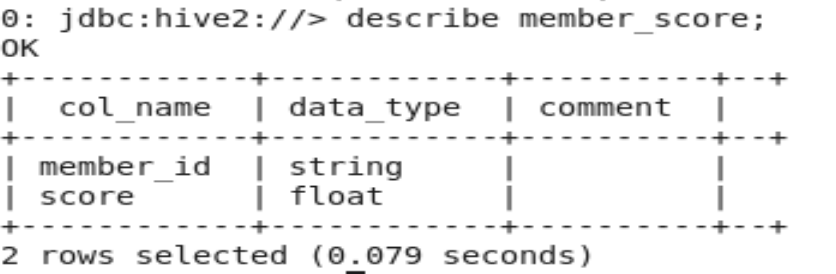 0: jdbc:hive2://> describe member_score;
OK
+------------+------------+----------+--+
|  col_name  | data_type  | comment  |
+------------+------------+----------+--+
| member_id  | string     |          |
| score      | float      |          |
+------------+------------+----------+--+
2 rows selected (0.079 seconds)